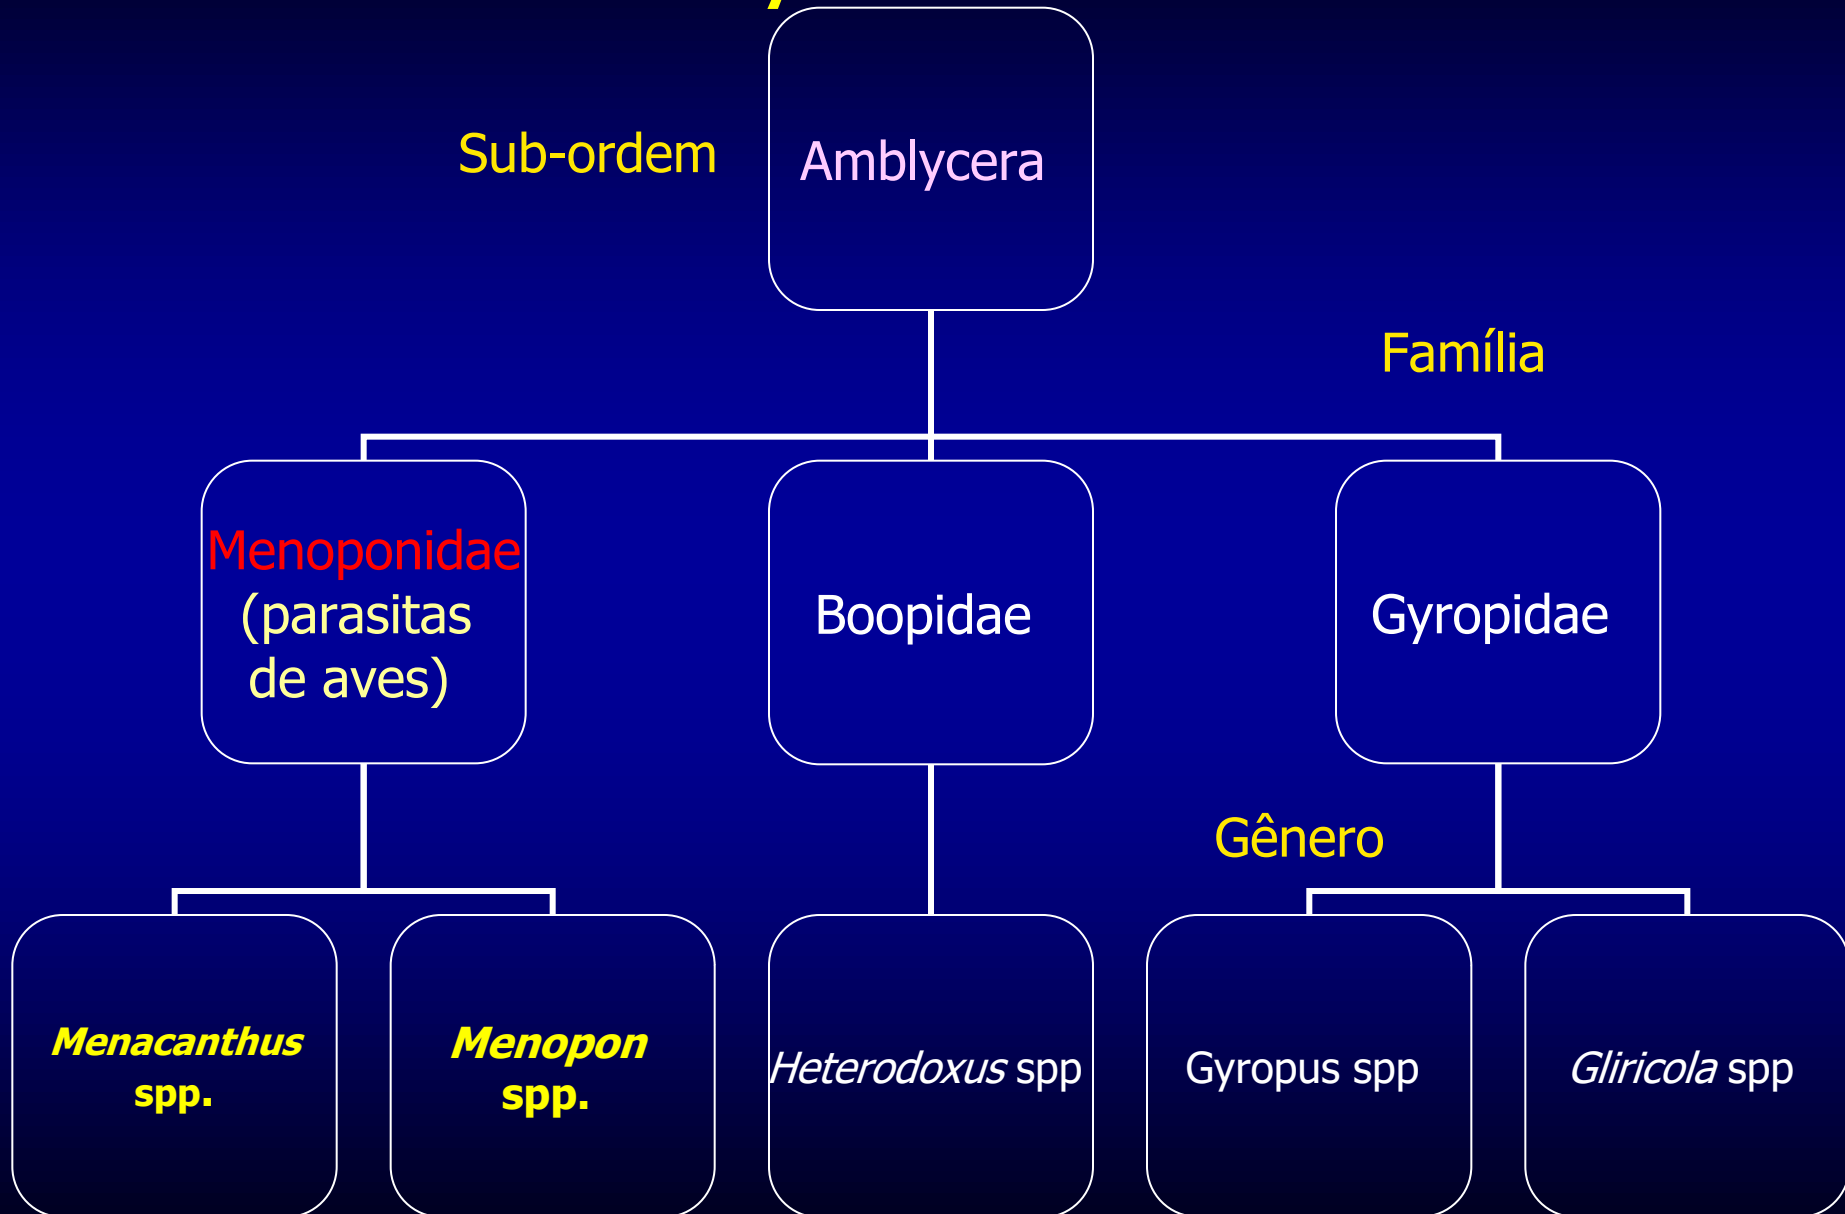 Sub-ordem
Amblycera
Família
Menoponidae
(parasitas
de aves)
Boopidae
Gyropidae
Gênero
Menacanthus
spp.
Menopon
spp.
Heterodoxus spp
Gyropus spp
Gliricola spp